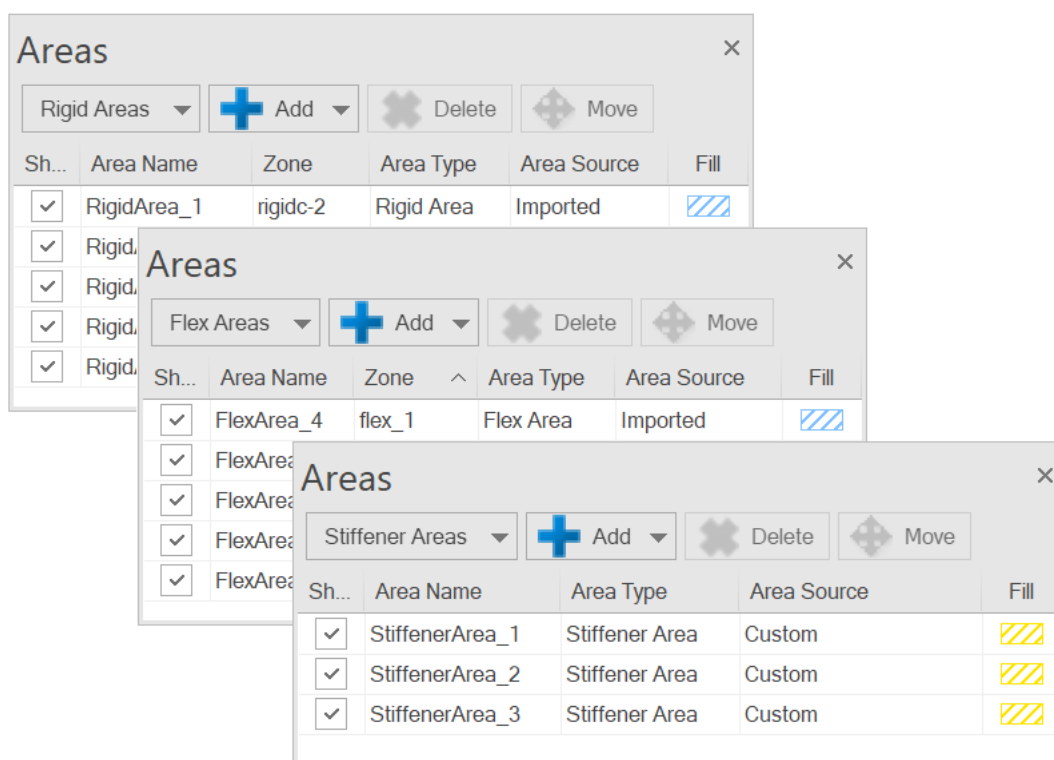 Areas
Rigid Areas Add Delete Move
Sh... Area Name Zone Area Type Area Source Fill
RigidArea_1 rigidc-2 Rigid Area Imported
Areas
Flex Areas Add Delete Move
Sh... Area Name Zone Area Type Area Source Fill
FlexArea_4 flex_1 Flex Area Imported
Areas
Stiffener Areas Add Delete Move
Sh... Area Name Area Type Area Source Fill
StiffenerArea_1 Stiffener Area Custom
StiffenerArea_2 Stiffener Area Custom
StiffenerArea_3 Stiffener Area Custom